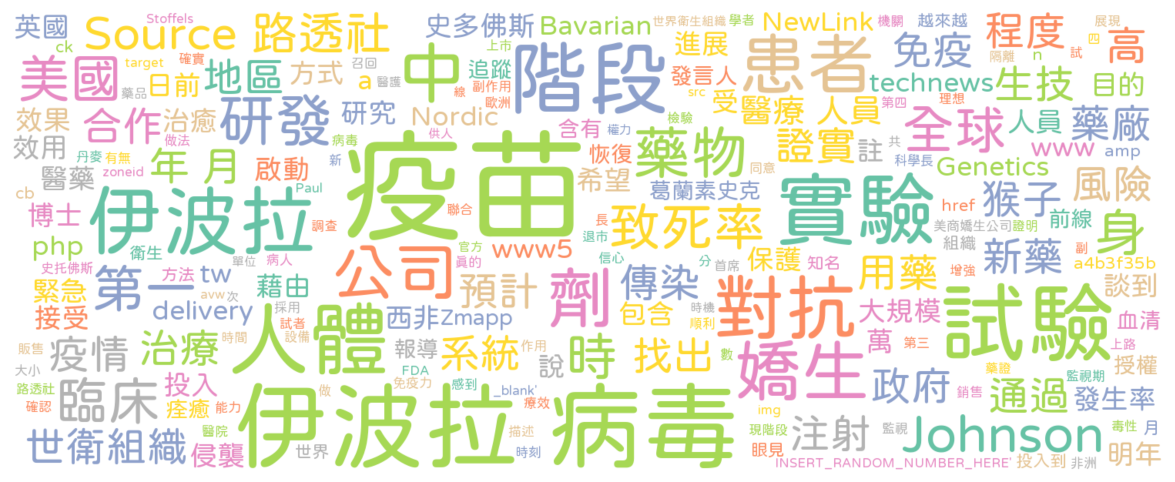 英國 ck Stoffels target 確實 Source 路透社 召回 史多佛斯 上市 Bavarian 進展 世界衛生組織 學者 NewLink 機關 越來越 程度 展現 四 試 高
美國 日前 藥品 地區 方式 a 醫護 中 追蹤 副作用 線 歐洲 階段 發言人 src 患者 免疫 隔離 n technews 生技 目的
效果 合作 治癒 研發 研究 Nordic 含有 受 醫療 人員 第四 理想 全球 人員 藥廠
效用 丹麥 有無 年 月 啟動 病毒 做法 供人 權力 恢復 藥物 檢驗 同意 證實 註 共 科學長 www amp
醫藥 zoneid 新 Paul 疫苗 希望 葛蘭素史克 Genetics 風險
cb 博士 伊波拉 調查 聯合 長 退市 致死率 實驗 href 猴子 美商嬌生公司 證明 前線 身
php 衛生 單位 官方 www5 信心 分 首席 保護 知名 組織 副 a4b3f35b
史托佛斯 病人 方法 真的 公司 劑 傳染 用藥 增強 新藥 談到
緊急 第一 tw avw 次 藉由 採用 預計 時機 對抗 大規模 試驗 血清
接受 delivery 試者 設備 西非 Zmapp 包含 順利 萬 第三 上路
販售 疫情 治療 時間 人體 報導 系統 作用 說 時 找出 數 嬌生 藥證 授權
大小 路透社 投入 做 FDA 免疫力 感到 政府 監視期 銷售 通過 發生率
確認 臨床 痊癒 能力 伊波拉 _blank' 療效 病毒 img 現階段 注射 監視 Johnson 毒性 月
世衛組織 侵襲 醫院 世界 描述 時刻 眼見 INSERT_RANDOM_NUMBER_HERE' 投入到 非洲 明年